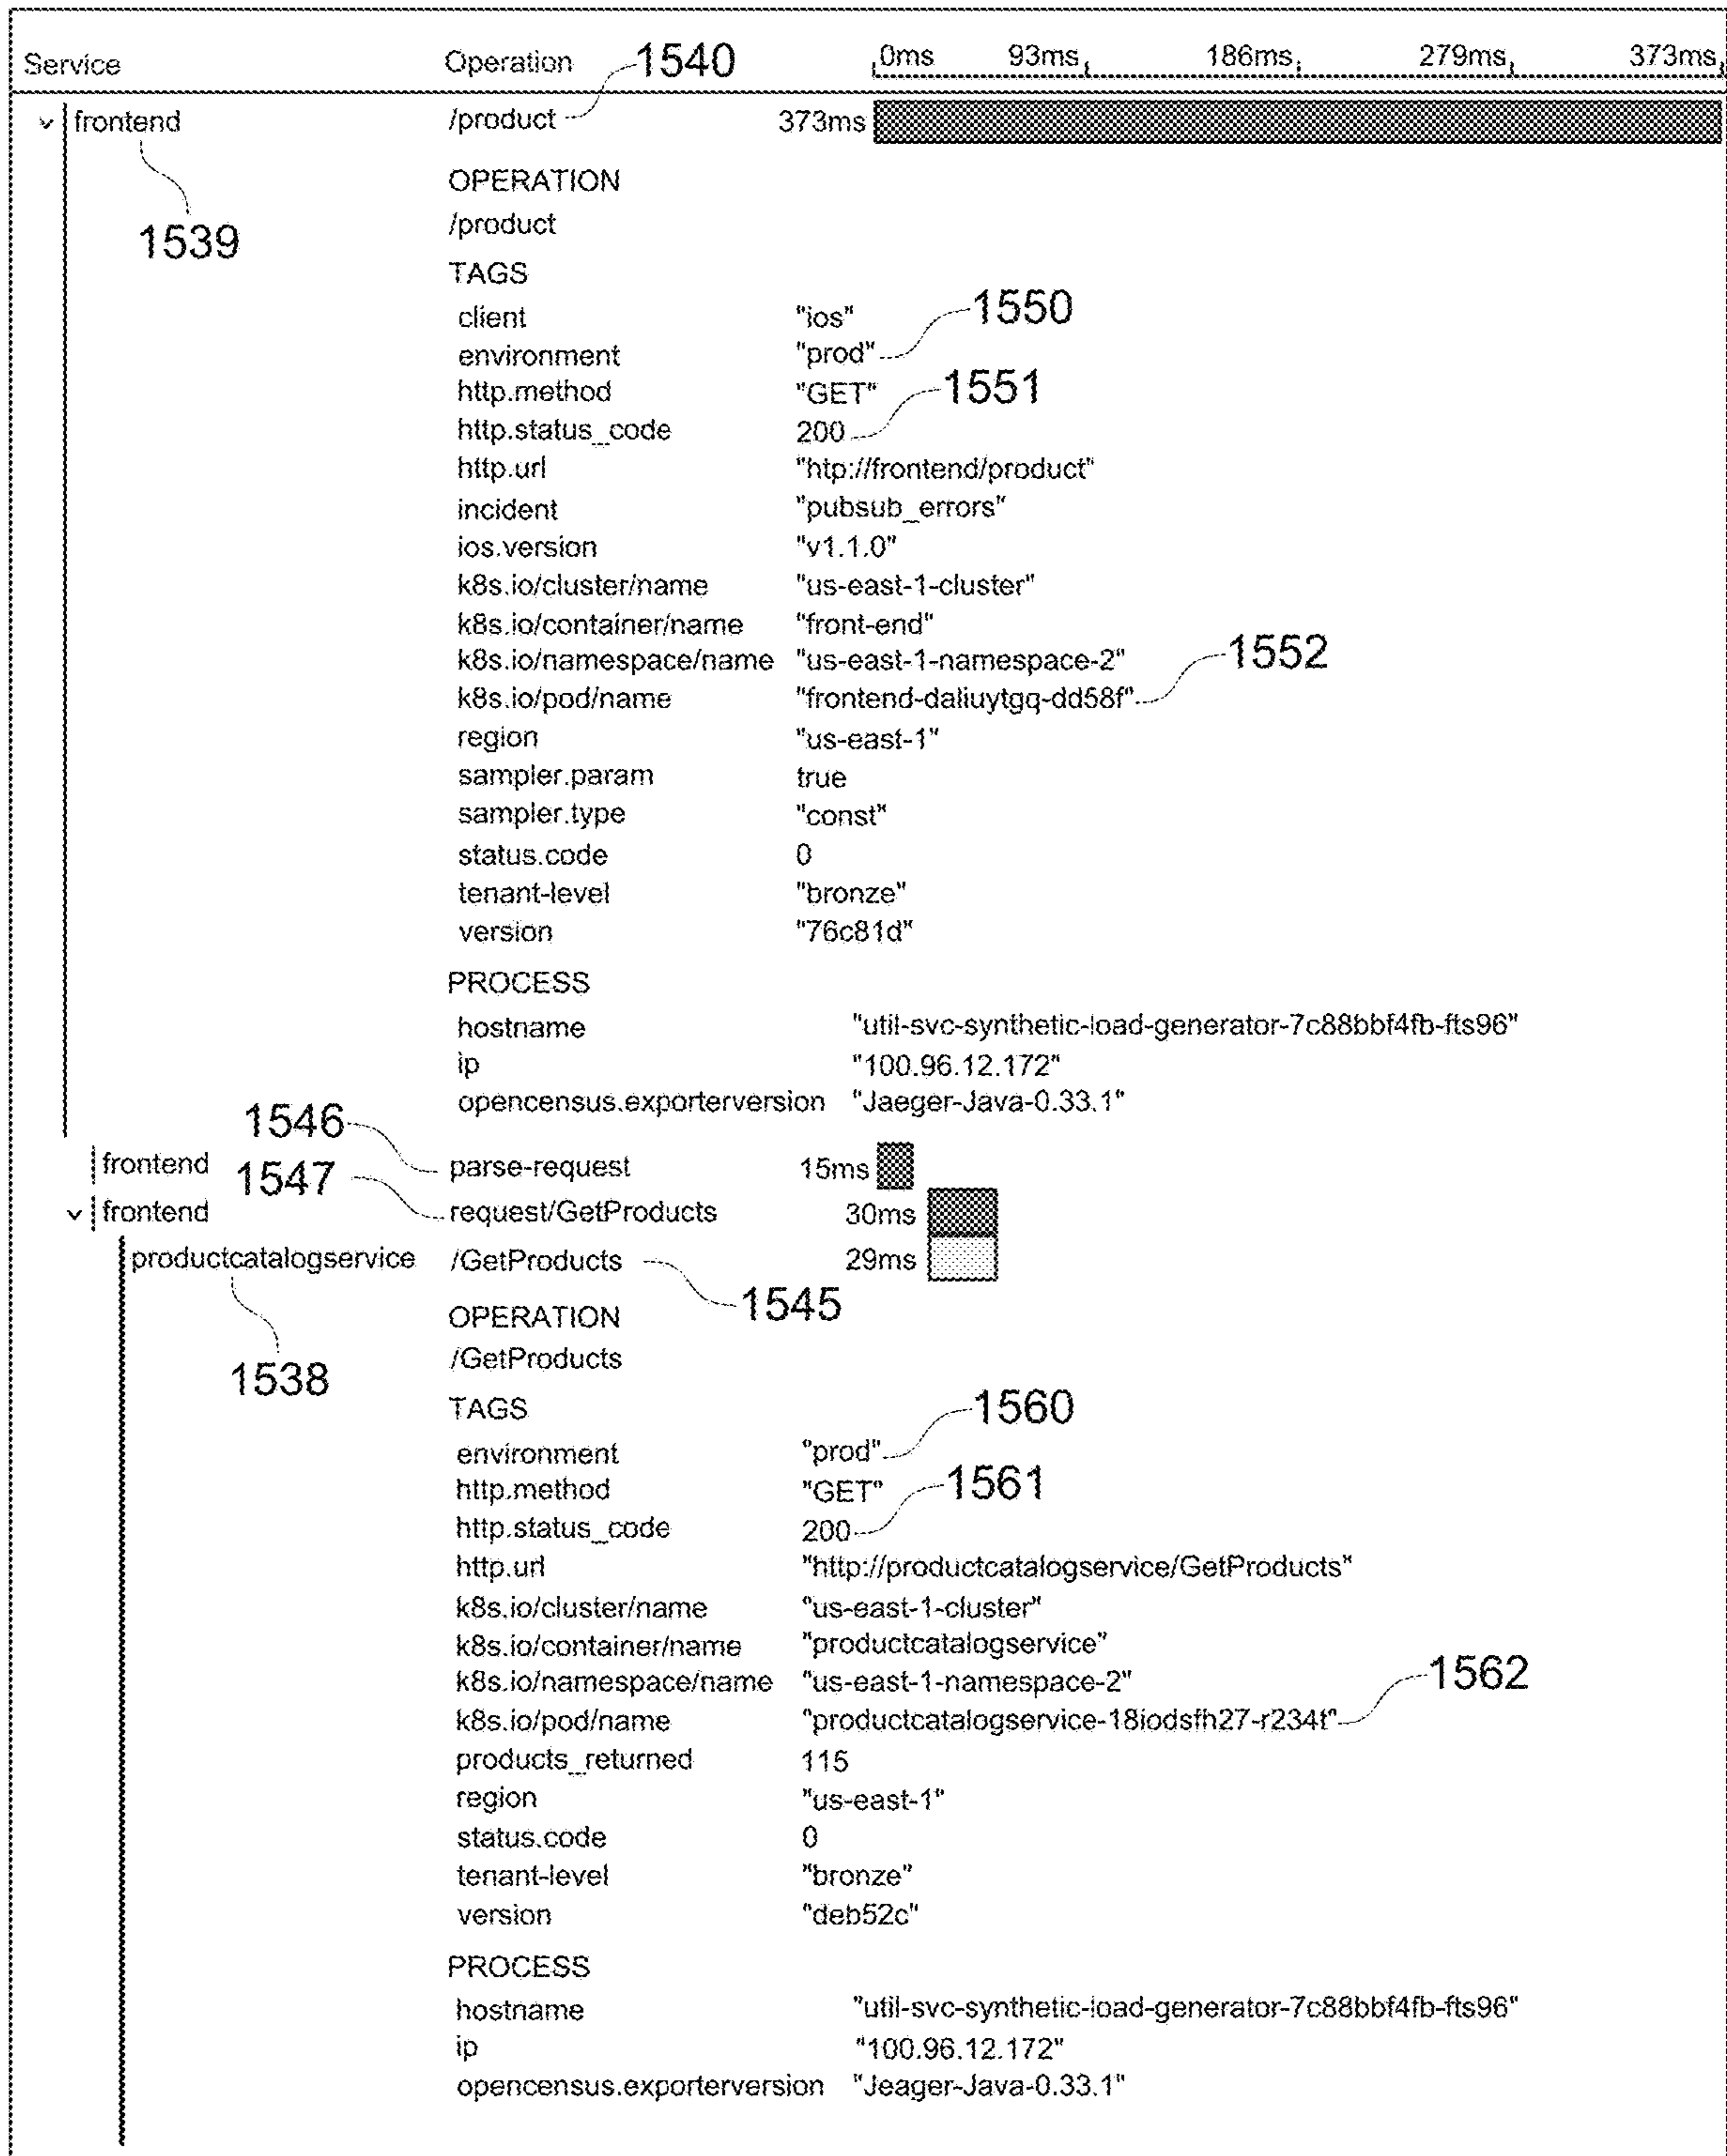 Service Operation 1540 0ms 93ms 186ms 279ms 373ms
frontend /product 373ms
OPERATION
1539 /product
TAGS
client "ios" 1550
environment "prod"
http.method "GET" 1551
http.status_code 200
http.url "htp://frontend/product"
incident "pubsub_errors"
ios.version "v1.1.0"
k8s.io/cluster/name "us-east-1-cluster"
k8s.io/container/name "front-end"
k8s.io/namespace/name "us-east-1-namespace-2" 1552
k8s.io/pod/name "frontend-daliuytgq-dd58f"
region "us-east-1"
sampler.param true
sampler.type "const"
status.code 0
tenant-level "bronze"
version "76c81d"
PROCESS
hostname "util-svc-synthetic-load-generator-7c88bbf4fb-fts96"
ip "100.96.12.172"
opencensus.exporterversion "Jaeger-Java-0.33.1"
1546
frontend parse-request 15ms
1547
frontend request/GetProducts 30ms
productcatalogservice /GetProducts 29ms
1545
OPERATION
/GetProducts
1538
TAGS 1560
environment "prod"
http.method "GET" 1561
http.status_code 200
http.url "http://productcatalogservice/GetProducts"
k8s.io/cluster/name "us-east-1-cluster"
k8s.io/container/name "productcatalogservice"
k8s.io/namespace/name "us-east-1-namespace-2" 1562
k8s.io/pod/name "productcatalogservice-18iodsfh27-r234t"
products_returned 115
region "us-east-1"
status.code 0
tenant-level "bronze"
version "deb52c"
PROCESS
hostname "util-svc-synthetic-load-generator-7c88bbf4fb-fts96"
ip "100.96.12.172"
opencensus.exporterversion "Jeager-Java-0.33.1"